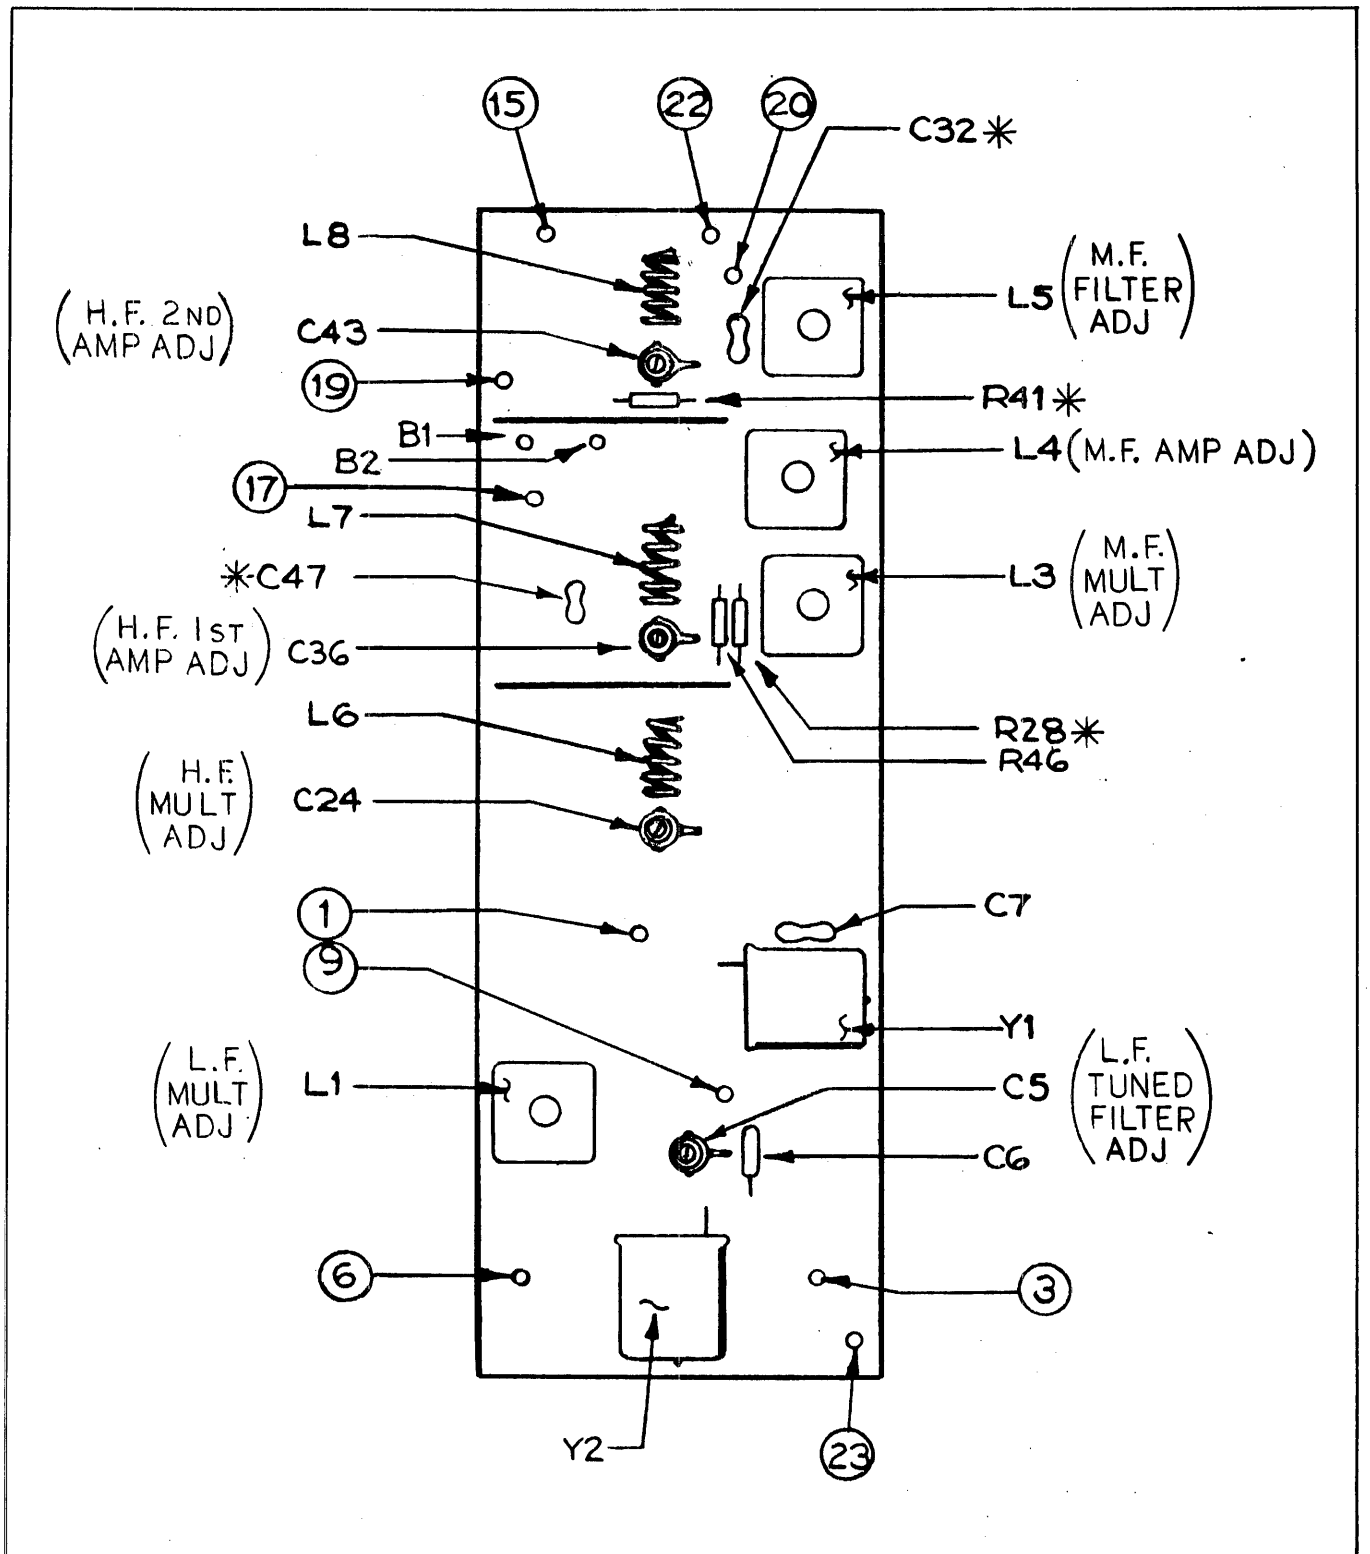 15
22
20
C32*
L8
(M.F.
FILTER
ADJ)
L5
(H.F. 2ND
AMP ADJ)
C43
19
R41*
B1
B2
L4 (M.F. AMP ADJ)
17
L7
*C47
L3
(M.F.
MULT
ADJ)
(H.F. 1ST
AMP ADJ)
C36
L6
R28*
R46
(H.F.
MULT
ADJ)
C24
1
9
C7
Y1
(L.F.
MULT
ADJ)
L1
C5
(L.F.
TUNED
FILTER
ADJ)
C6
6
3
Y2
23